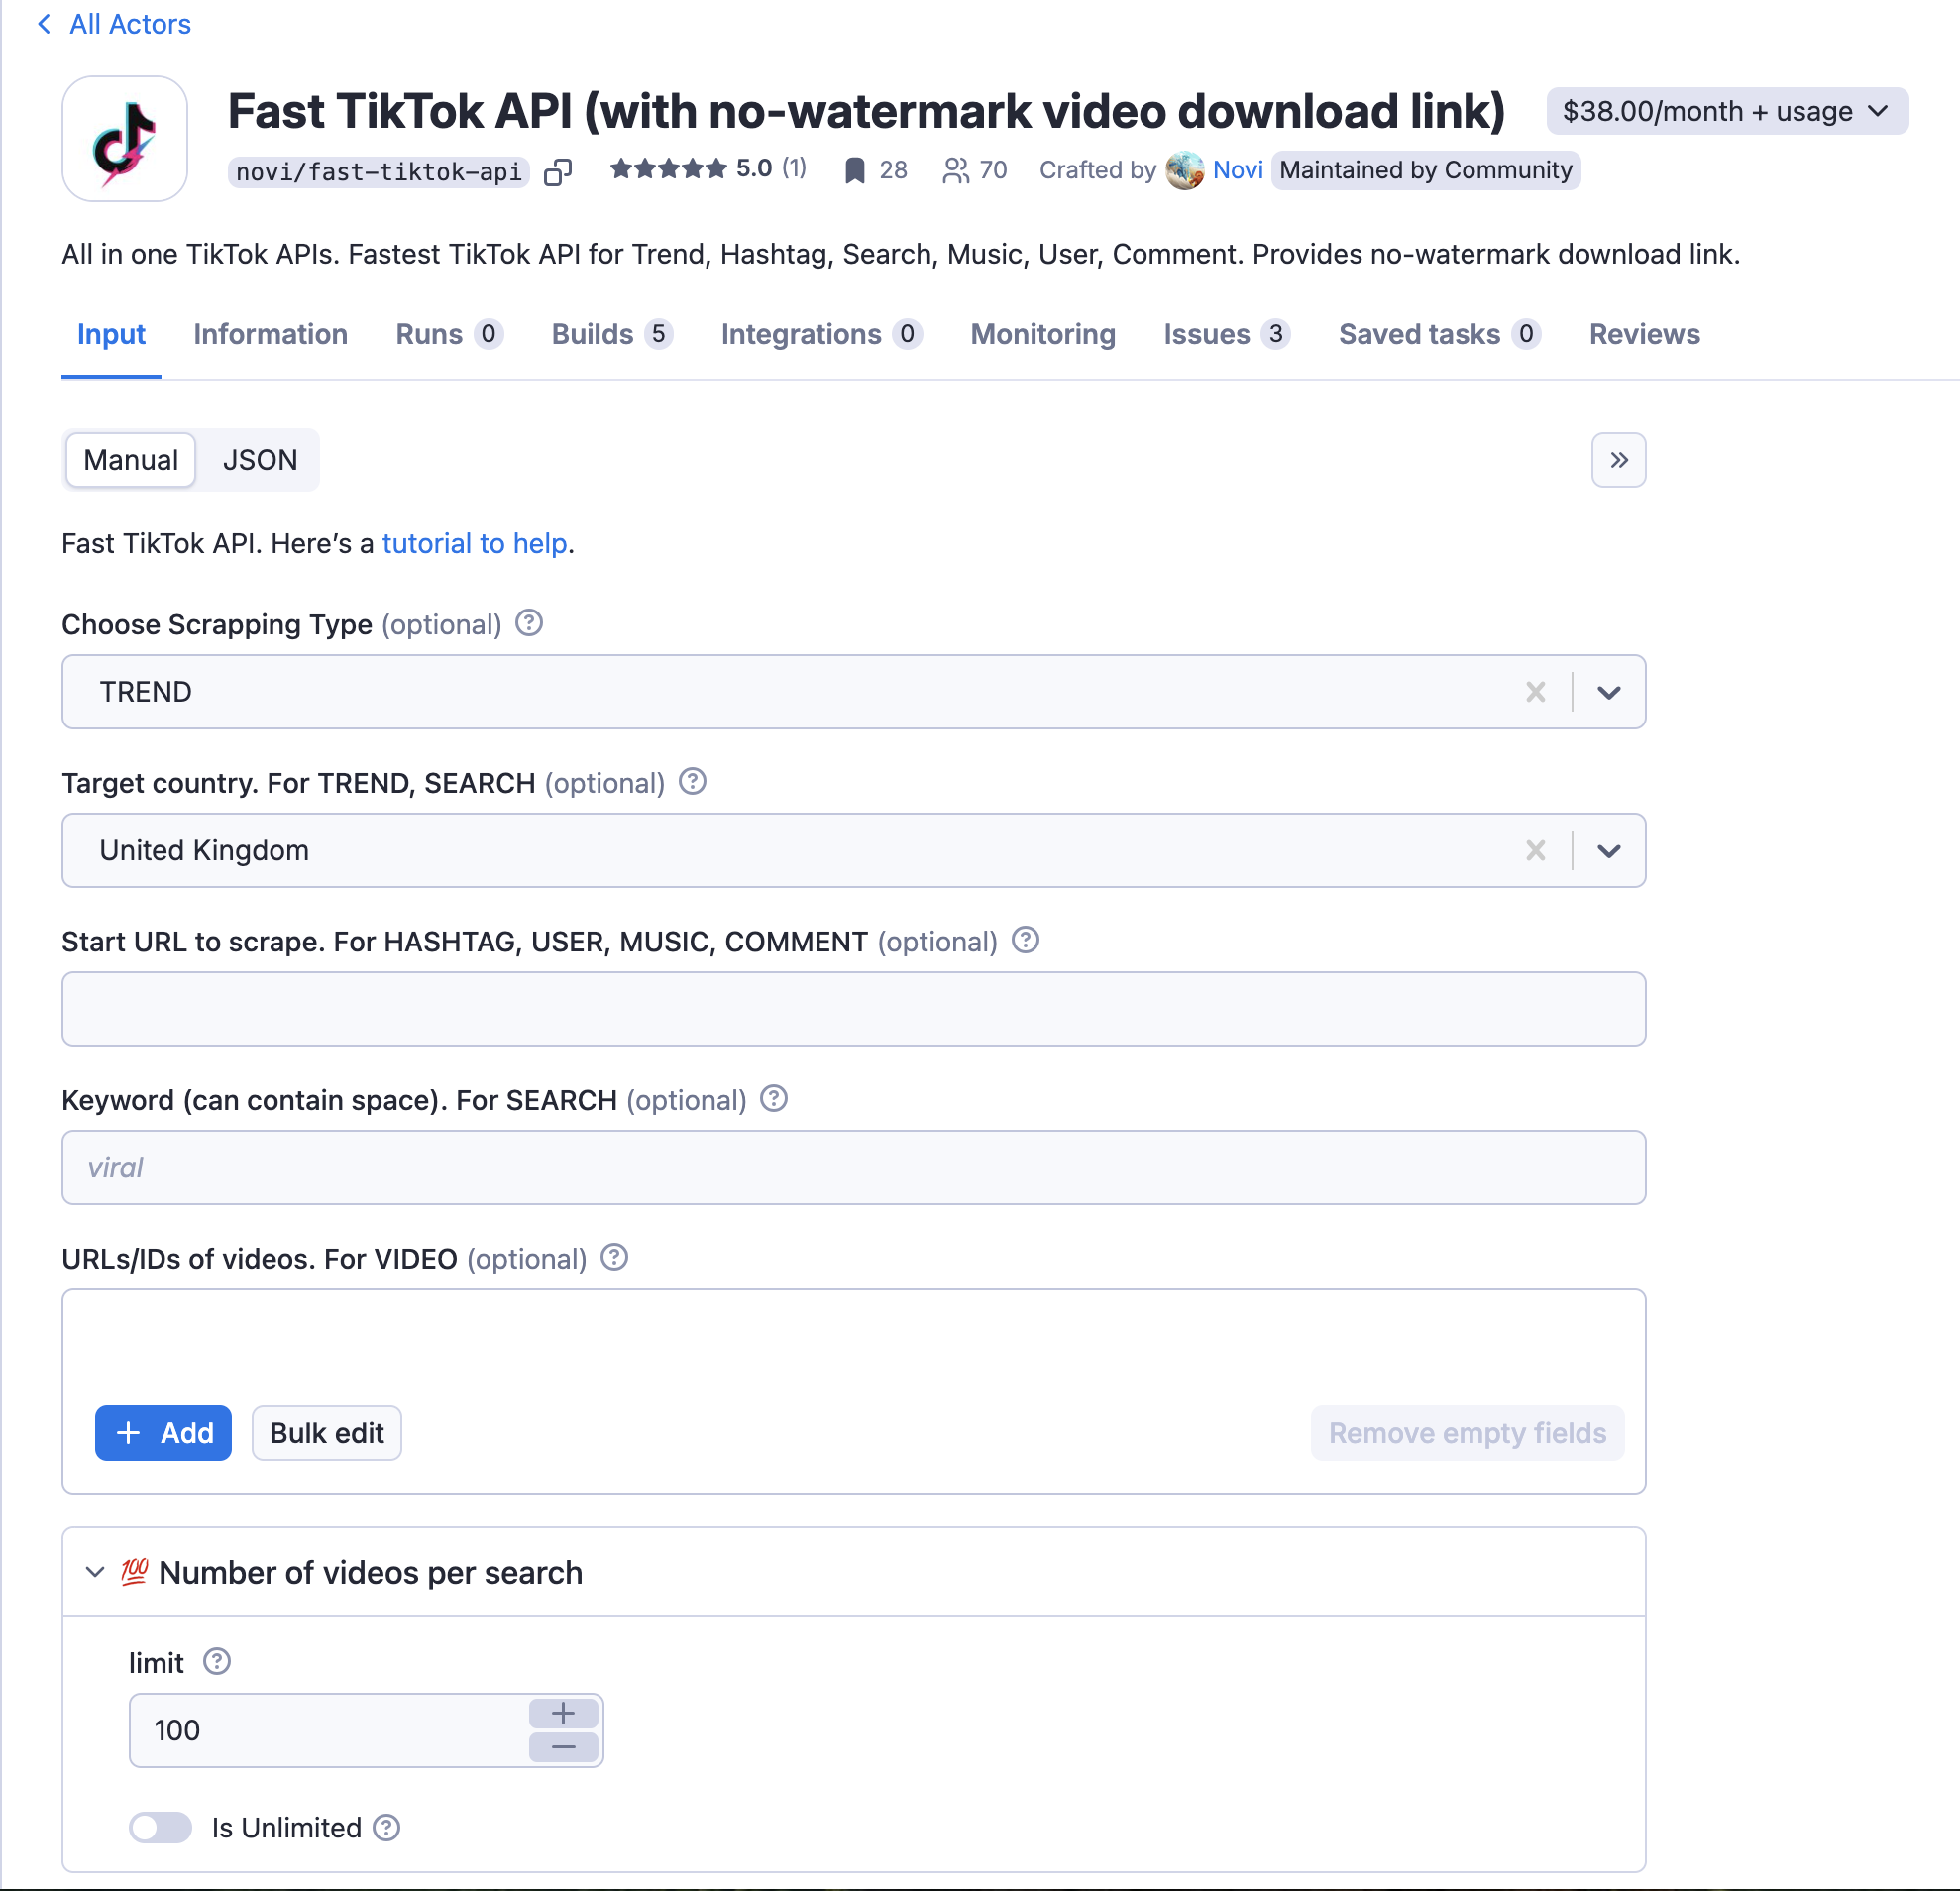 All Actors
Fast TikTok API (with no-watermark video download link)
$38.00/month + usage
novi/fast-tiktok-api
5.0 (1)
28
70
Crafted by Novi Maintained by Community
All in one TikTok APIs. Fastest TikTok API for Trend, Hashtag, Search, Music, User, Comment. Provides no-watermark download link.
Input Information Runs 0 Builds 5 Integrations 0 Monitoring Issues 3 Saved tasks 0 Reviews
Manual JSON
Fast TikTok API. Here’s a tutorial to help.
Choose Scrapping Type (optional)
TREND
Target country. For TREND, SEARCH (optional)
United Kingdom
Start URL to scrape. For HASHTAG, USER, MUSIC, COMMENT (optional)
Keyword (can contain space). For SEARCH (optional)
viral
URLs/IDs of videos. For VIDEO (optional)
+ Add Bulk edit Remove empty fields
💯 Number of videos per search
limit
100
Is Unlimited